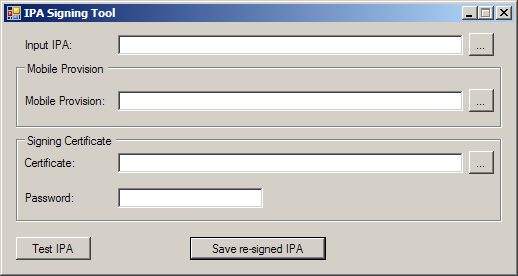 IPA Signing Tool
Input IPA:
...
Mobile Provision
Mobile Provision:
...
Signing Certificate
Certificate:
...
Password:
Test IPA
Save re-signed IPA